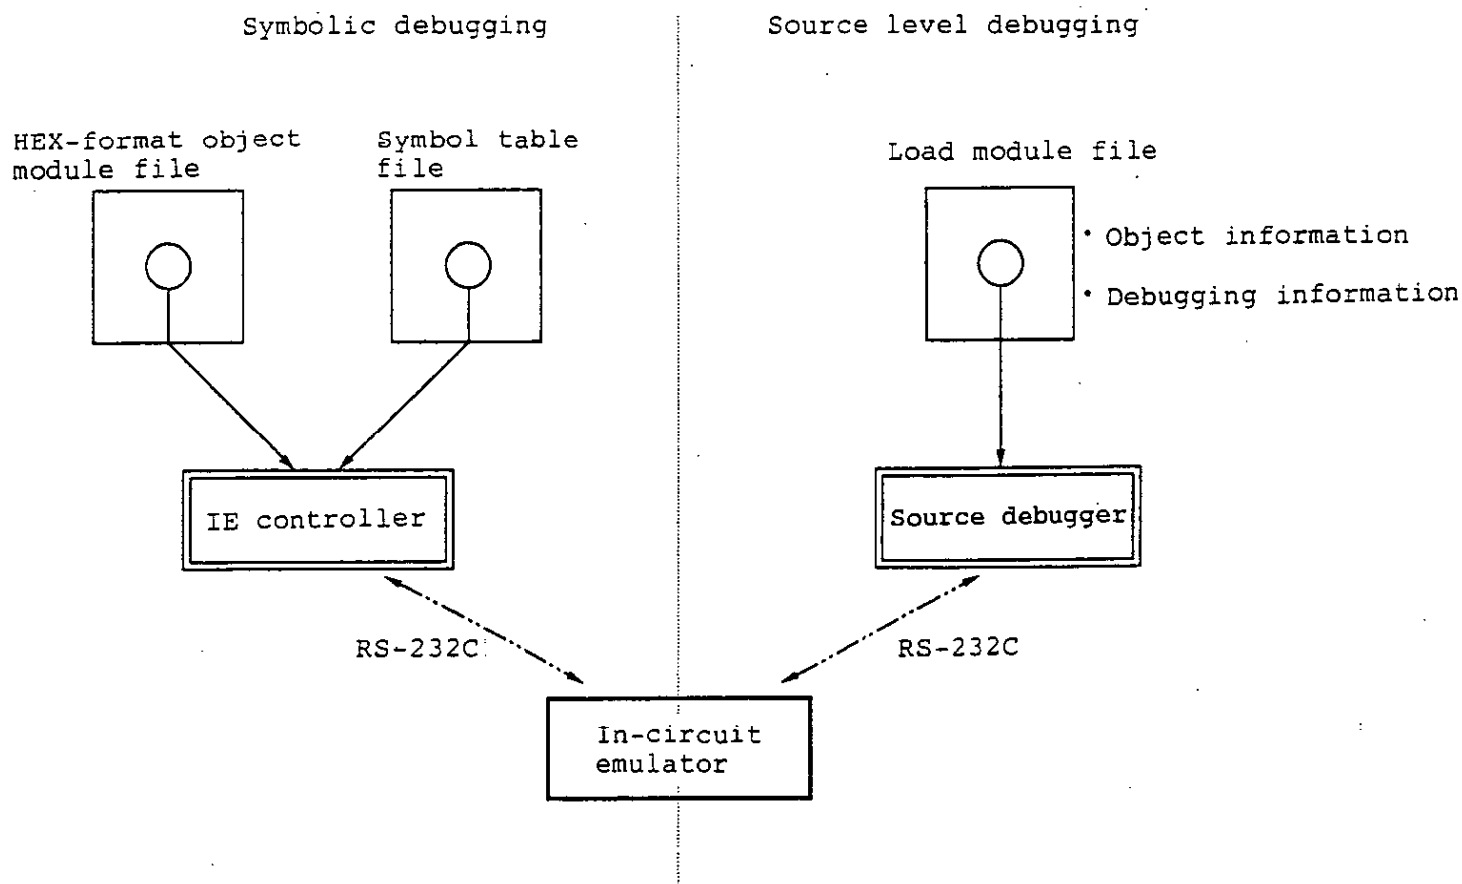 Symbolic debugging
Source level debugging
HEX-format object
module file
Symbol table
file
Load module file
· Object information
· Debugging information
IE controller
Source debugger
RS-232C
RS-232C
In-circuit
emulator